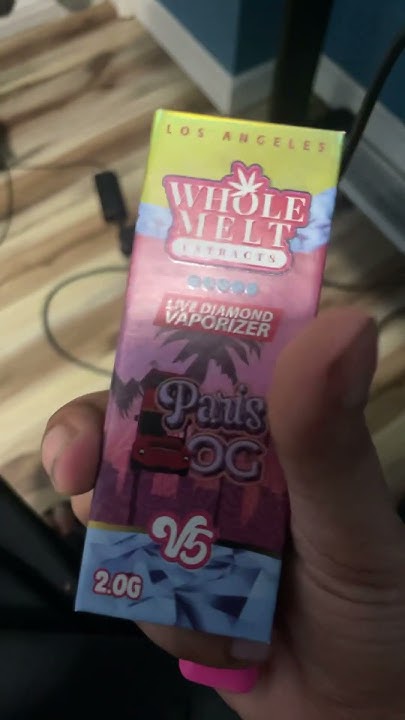 LOS ANGELES
WHOLE
MELT
EXTRACTS
LIVE DIAMOND
VAPORIZER
Paris
OG
V5
2.0G